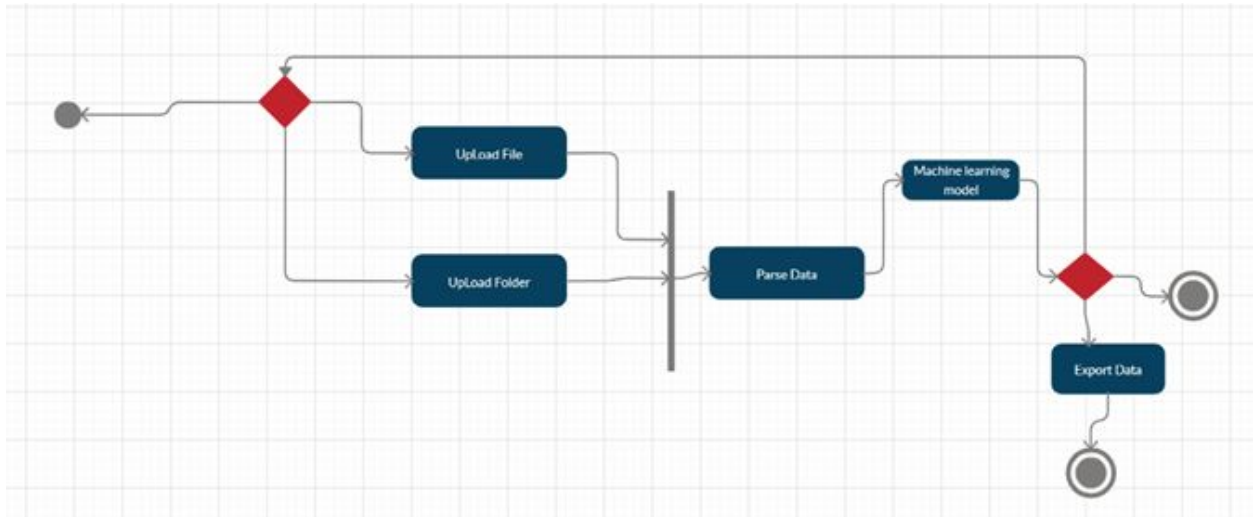 UpLoad File
Machine learning
model
Parse Data
UpLoad Folder
Export Data